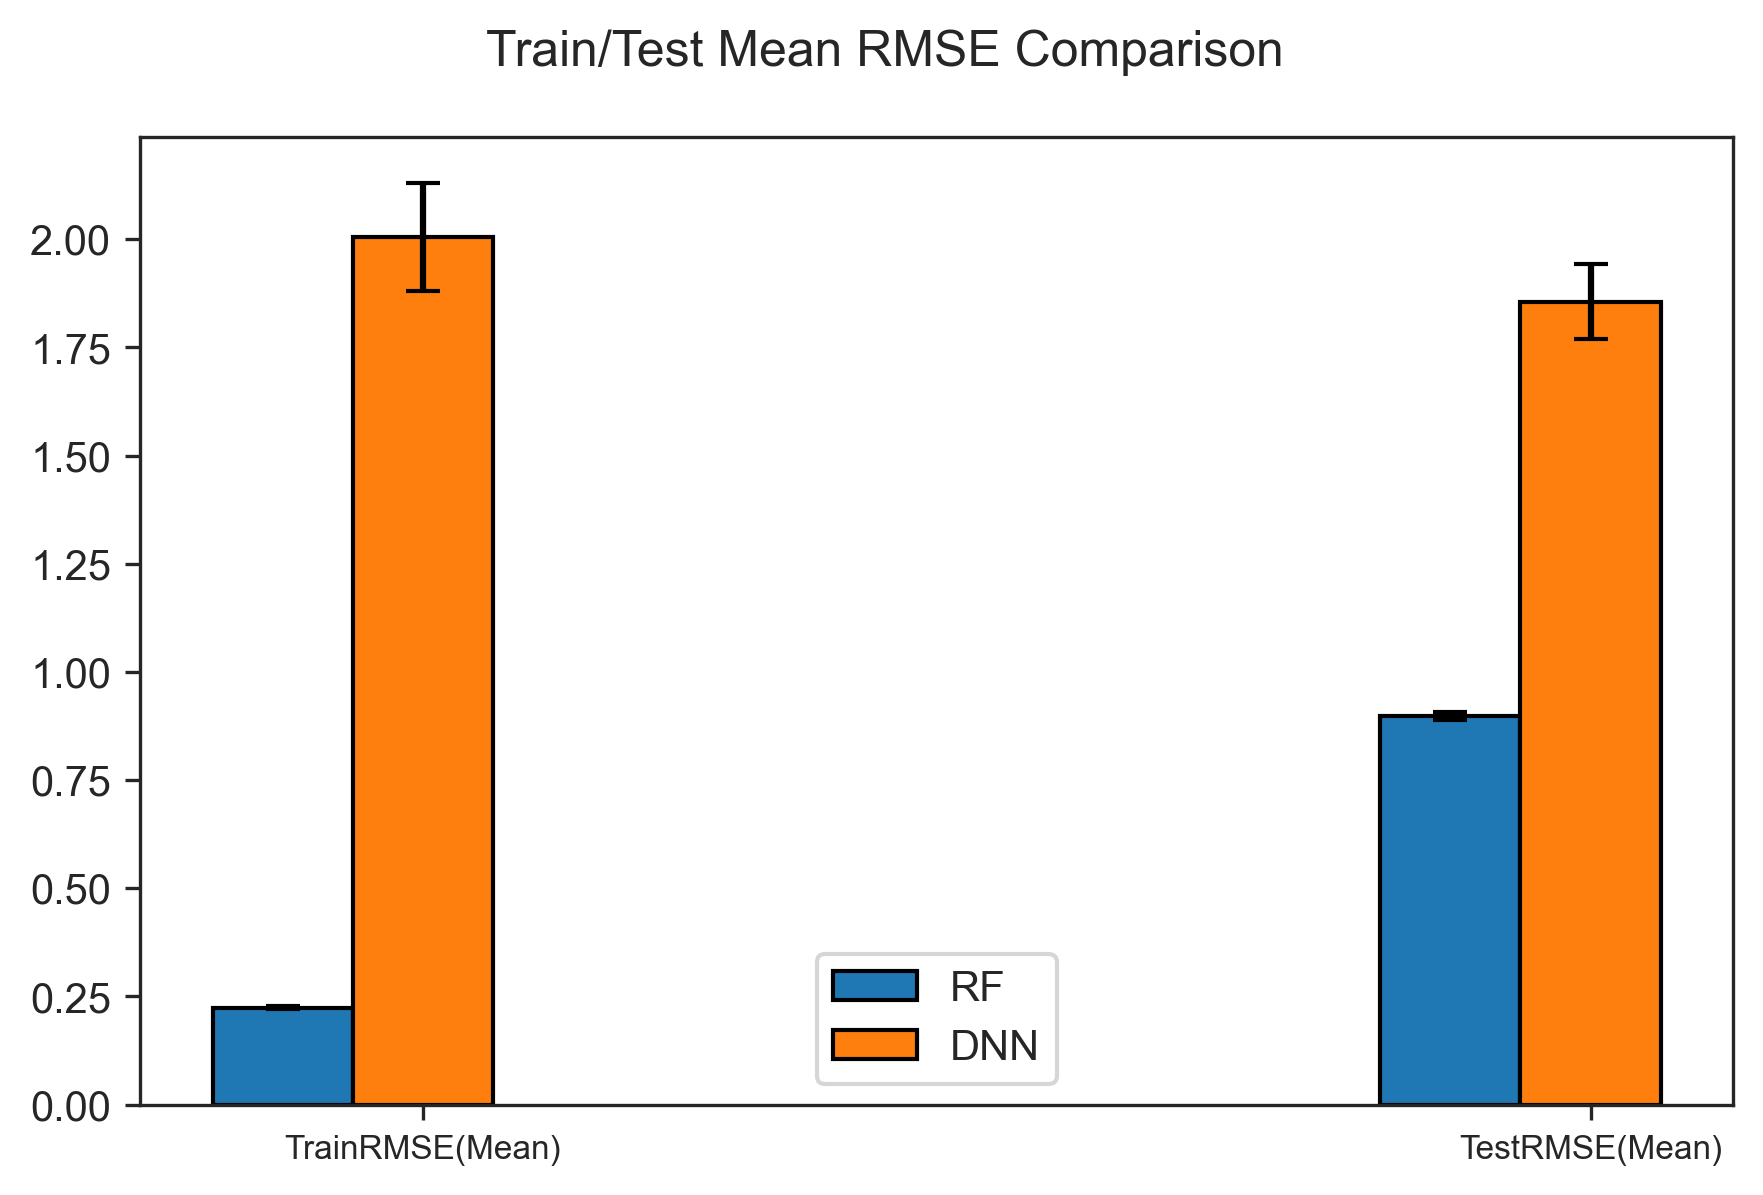 Train/Test Mean RMSE Comparison
2.00
1.75
1.50
1.25
1.00
0.75
0.50
0.25
0.00
RF
DNN
TrainRMSE(Mean)
TestRMSE(Mean)